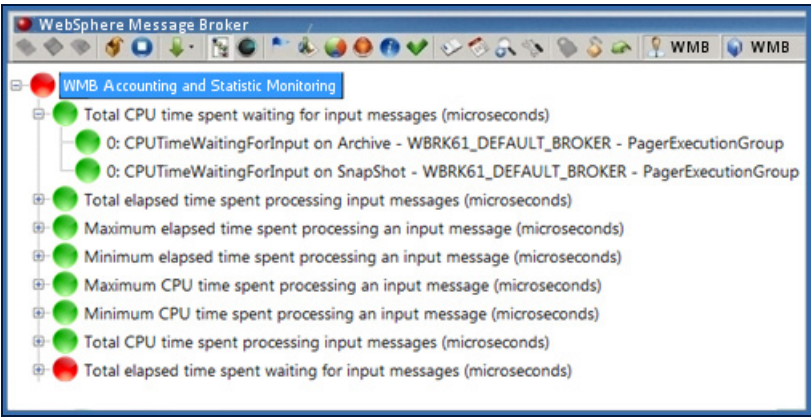 WebSphere Message Broker
WMB WMB
WMB Accounting and Statistic Monitoring
Total CPU time spent waiting for input messages (microseconds)
0: CPUTimeWaitingForInput on Archive - WBRK61_DEFAULT_BROKER - PagerExecutionGroup
0: CPUTimeWaitingForInput on SnapShot - WBRK61_DEFAULT_BROKER - PagerExecutionGroup
Total elapsed time spent processing input messages (microseconds)
Maximum elapsed time spent processing an input message (microseconds)
Minimum elapsed time spent processing an input message (microseconds)
Maximum CPU time spent processing an input message (microseconds)
Minimum CPU time spent processing an input message (microseconds)
Total CPU time spent processing input messages (microseconds)
Total elapsed time spent waiting for input messages (microseconds)